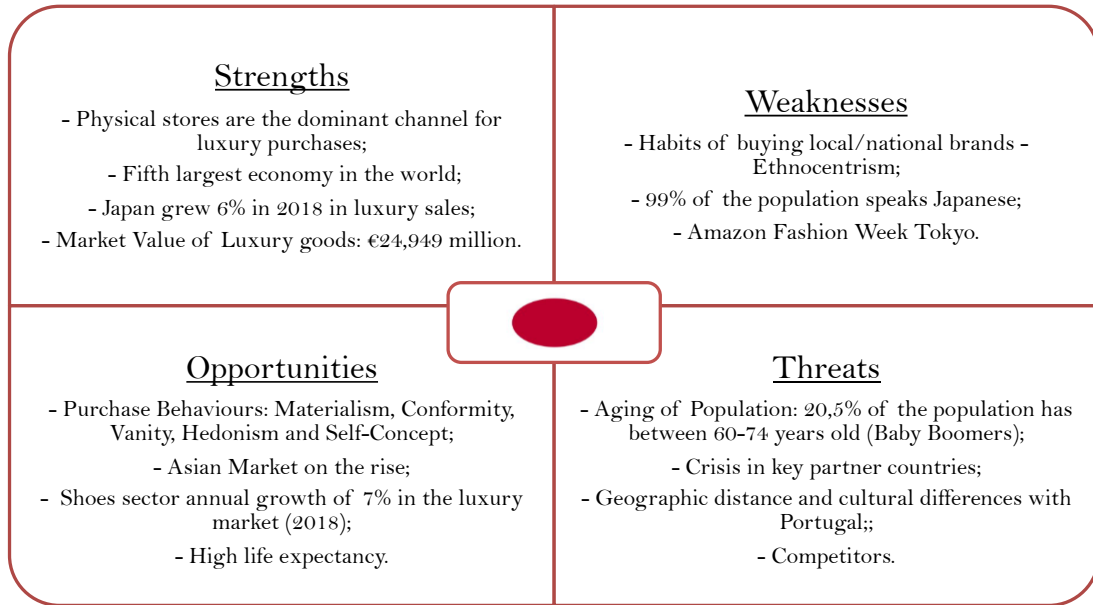 Strengths
- Physical stores are the dominant channel for
luxury purchases;
- Fifth largest economy in the world;
- Japan grew 6% in 2018 in luxury sales;
- Market Value of Luxury goods: €24,949 million.
Weaknesses
- Habits of buying local/national brands -
Ethnocentrism;
- 99% of the population speaks Japanese;
- Amazon Fashion Week Tokyo.
Opportunities
- Purchase Behaviours: Materialism, Conformity,
Vanity, Hedonism and Self-Concept;
- Asian Market on the rise;
- Shoes sector annual growth of 7% in the luxury
market (2018);
- High life expectancy.
Threats
- Aging of Population: 20,5% of the population has
between 60-74 years old (Baby Boomers);
- Crisis in key partner countries;
- Geographic distance and cultural differences with
Portugal;;
- Competitors.